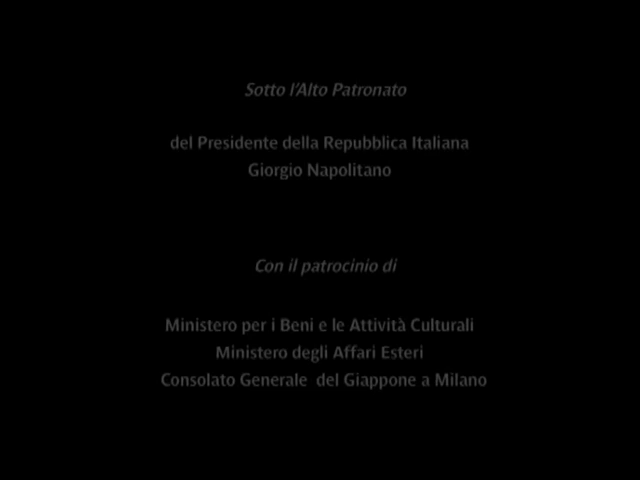 Sotto l'Alto Patronato
del Presidente della Repubblica Italiana
Giorgio Napolitano
Con il patrocinio di
Ministero per i Beni e le Attività Culturali
Ministero degli Affari Esteri
Consolato Generale  del Giappone a Milano